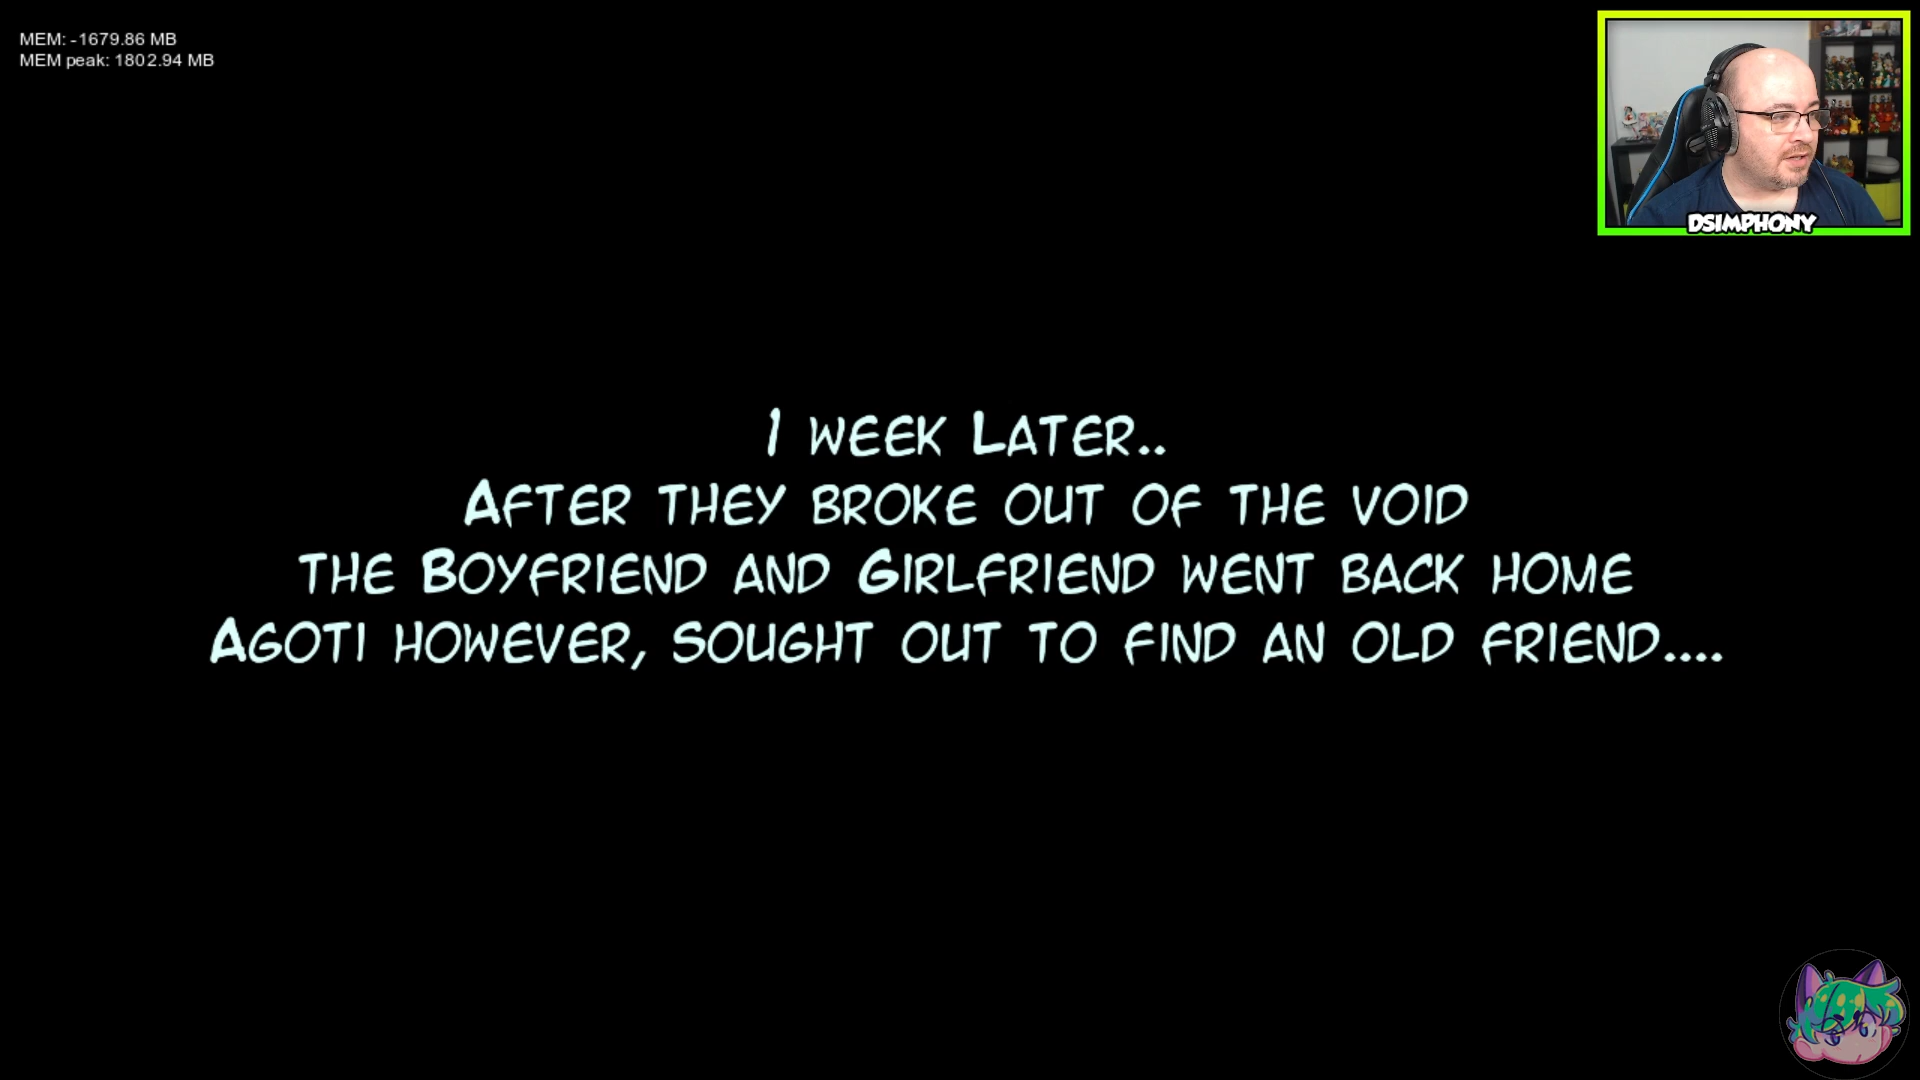 MEM: -1679.86 MB
MEM peak: 1802.94 MB
DSIMPHONY
1 week Later..
After they broke out of the void
the Boyfriend and Girlfriend went back home
Agoti however, sought out to find an old friend....